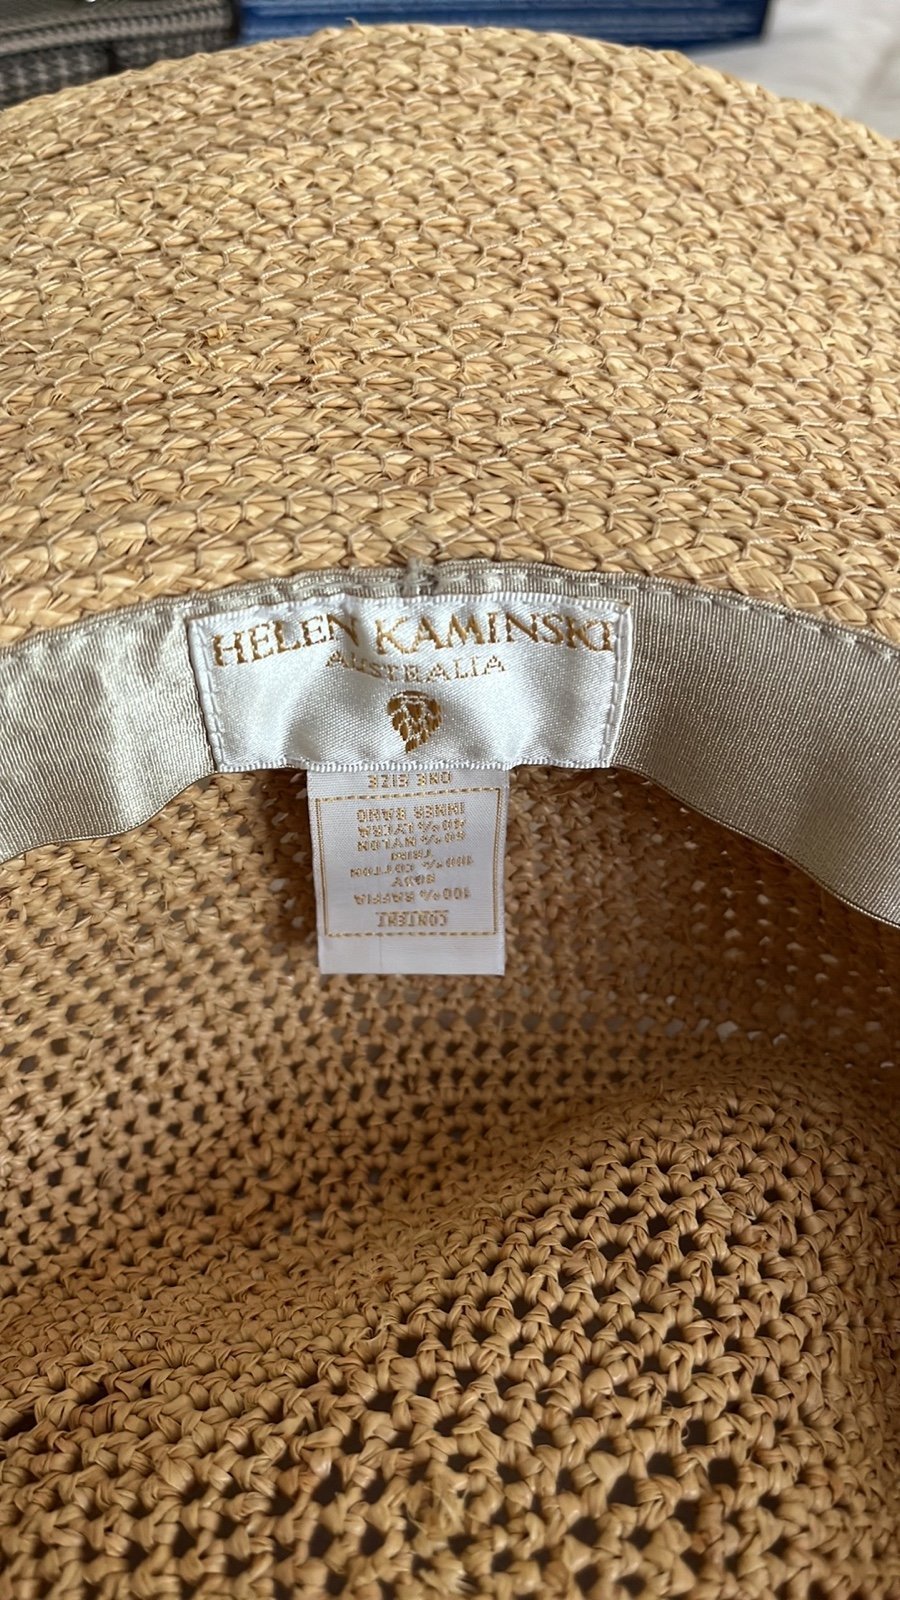 HELEN KAMINSKI
AUSTRALIA
CONTENT
100% RAFFIA
BODY
100% COTTON
TRIM
60% NYLON
40% LYCRA
INNER BAND
ONE SIZE